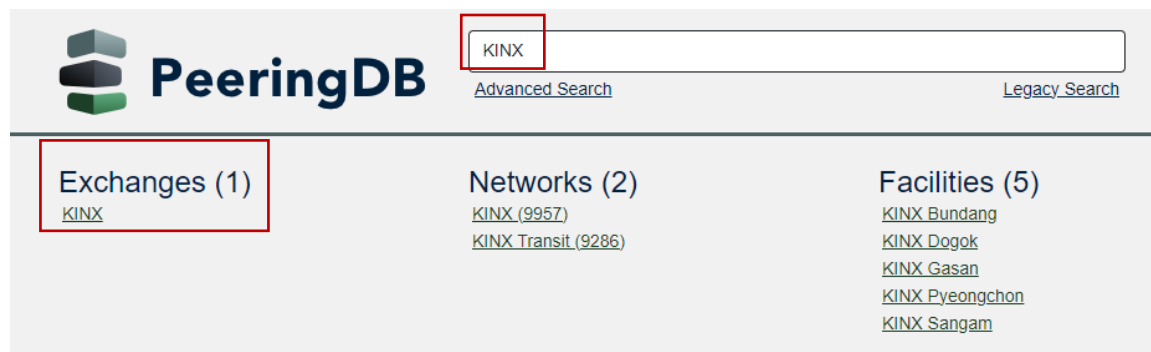 PeeringDB
KINX
Advanced Search
Legacy Search
Exchanges (1)
KINX
Networks (2)
KINX (9957)
KINX Transit (9286)
Facilities (5)
KINX Bundang
KINX Dogok
KINX Gasan
KINX Pyeongchon
KINX Sangam